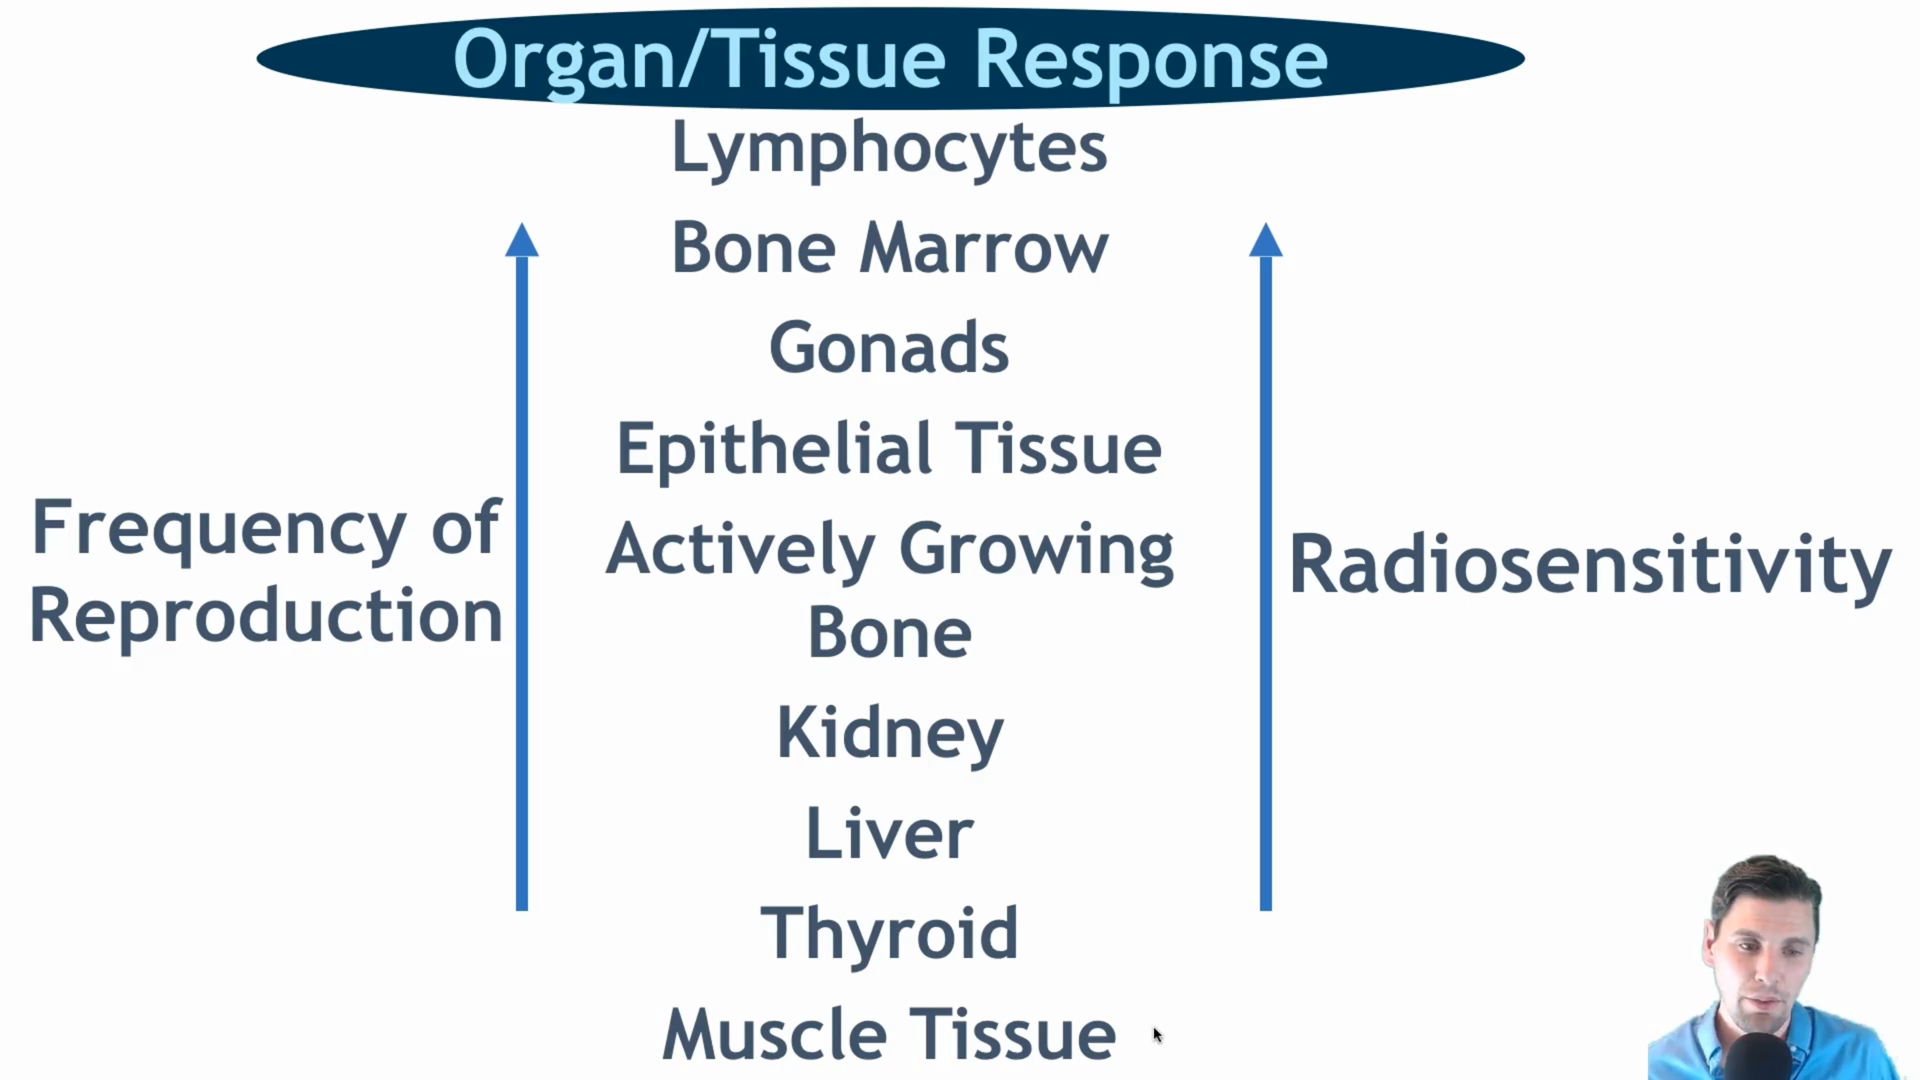 Organ/Tissue Response
Lymphocytes
Bone Marrow
Gonads
Epithelial Tissue
Actively Growing
Bone
Kidney
Liver
Thyroid
Muscle Tissue
Frequency of
Reproduction
Radiosensitivity